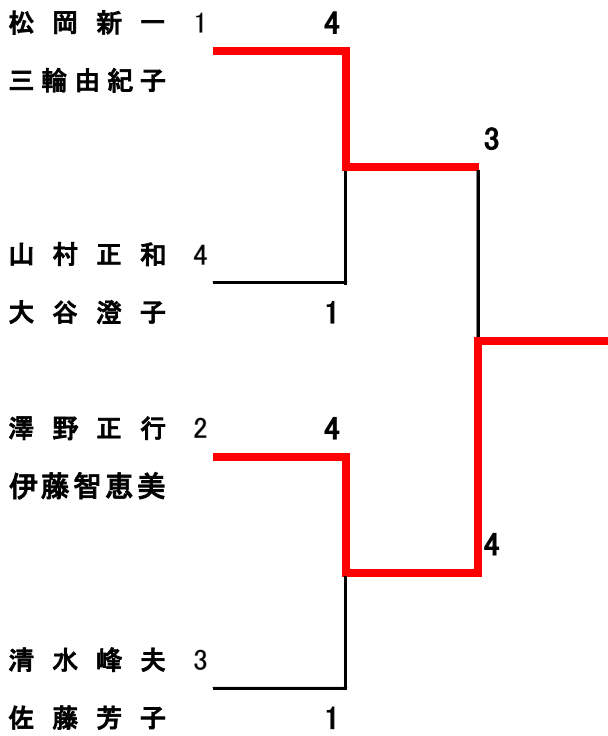 松岡新一 1 4
三輪由紀子
3
山村正和 4
大谷澄子 1
澤野正行 2 4
伊藤智恵美
4
清水峰夫 3
佐藤芳子 1